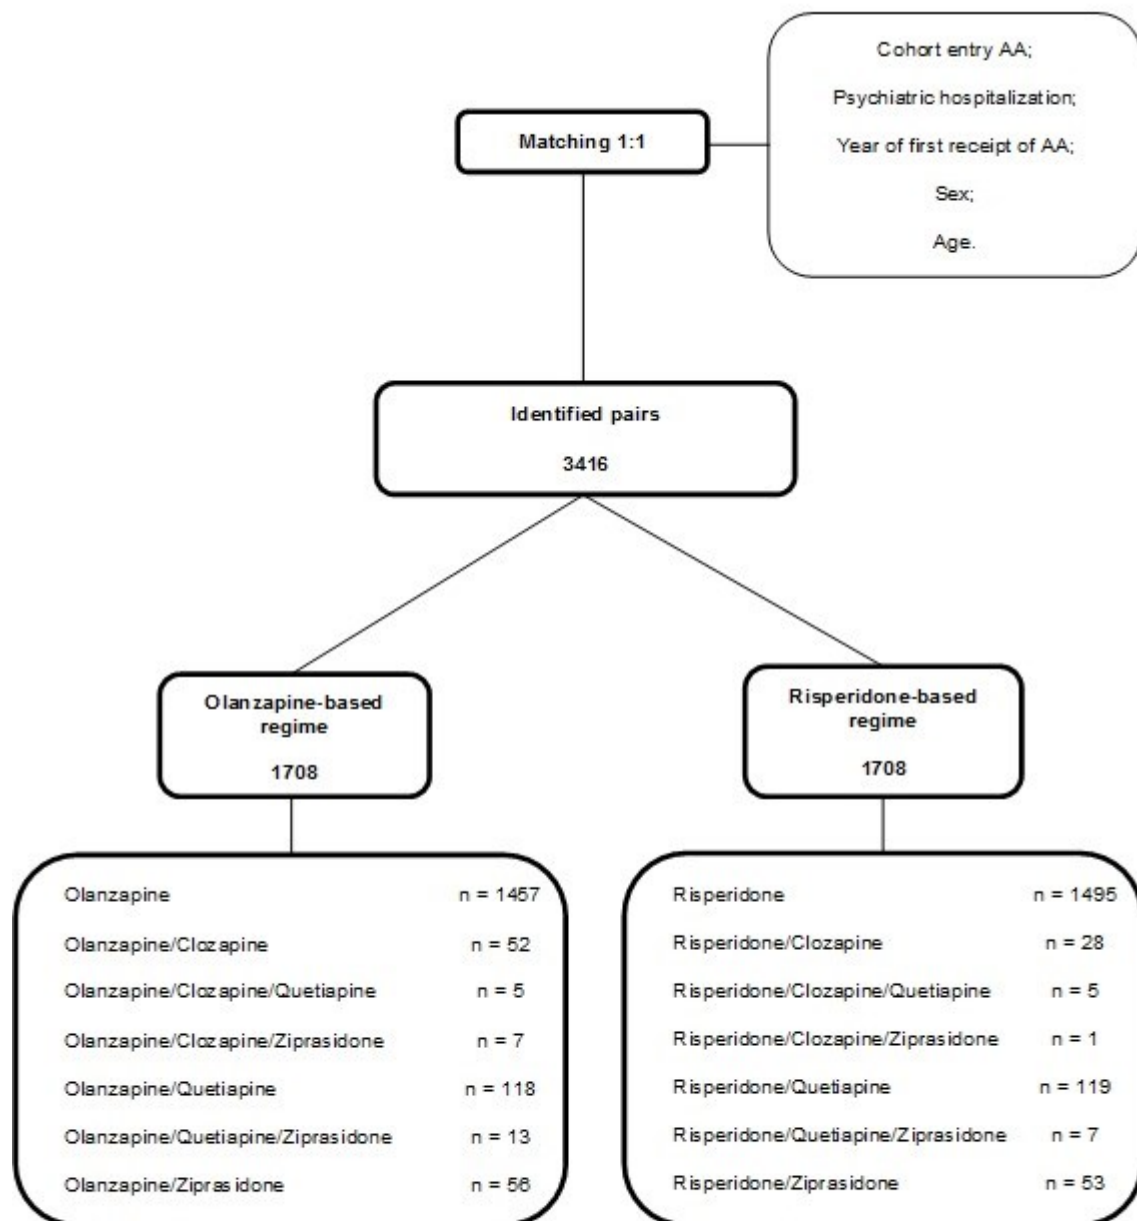 Cohort entry AA;
Psychiatric hospitalization;
Matching 1:1
Year of first receipt of AA;
Sex;
Age.
Identified pairs
3416
Olanzapine-based
regime
1708
Risperidone-based
regime
1708
Olanzapine n = 1457
Olanzapine/Clozapine n = 52
Olanzapine/Clozapine/Quetiapine n = 5
Olanzapine/Clozapine/Ziprasidone n = 7
Olanzapine/Quetiapine n = 118
Olanzapine/Quetiapine/Ziprasidone n = 13
Olanzapine/Ziprasidone n = 56
Risperidone n = 1495
Risperidone/Clozapine n = 28
Risperidone/Clozapine/Quetiapine n = 5
Risperidone/Clozapine/Ziprasidone n = 1
Risperidone/Quetiapine n = 119
Risperidone/Quetiapine/Ziprasidone n = 7
Risperidone/Ziprasidone n = 53